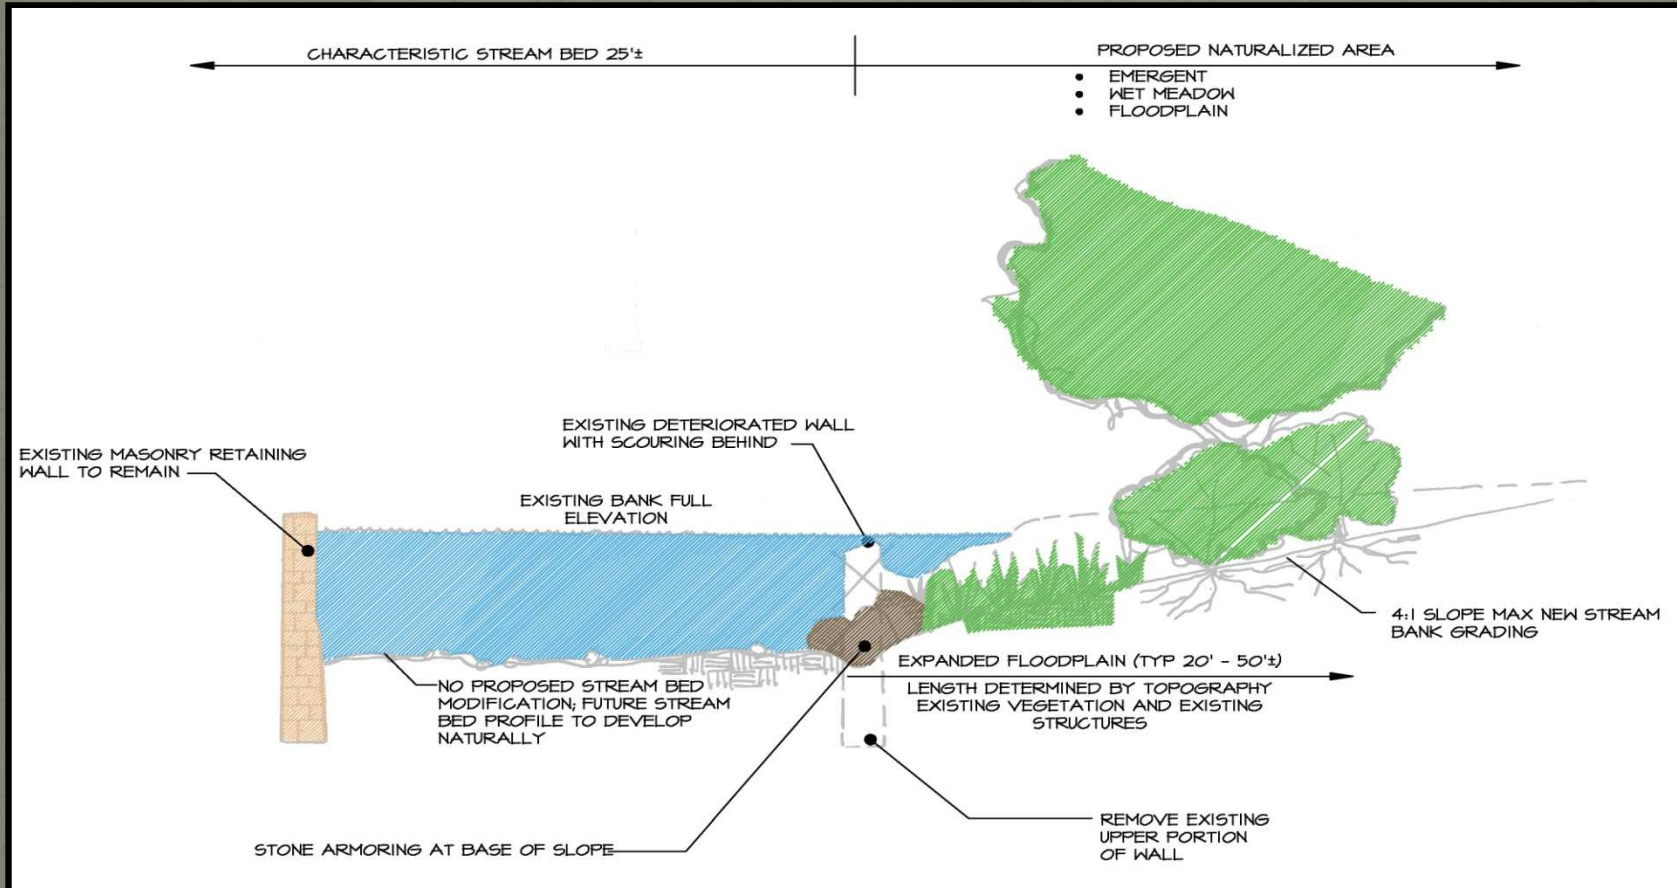 CHARACTERISTIC STREAM BED 25'±
PROPOSED NATURALIZED AREA
• EMERGENT
• WET MEADOW
• FLOODPLAIN
EXISTING DETERIORATED WALL
WITH SCOURING BEHIND
EXISTING MASONRY RETAINING
WALL TO REMAIN
EXISTING BANK FULL
ELEVATION
4:1 SLOPE MAX NEW STREAM
BANK GRADING
EXPANDED FLOODPLAIN (TYP 20' - 50'±)
LENGTH DETERMINED BY TOPOGRAPHY
EXISTING VEGETATION AND EXISTING
STRUCTURES
NO PROPOSED STREAM BED
MODIFICATION; FUTURE STREAM
BED PROFILE TO DEVELOP
NATURALLY
STONE ARMORING AT BASE OF SLOPE
REMOVE EXISTING
UPPER PORTION
OF WALL